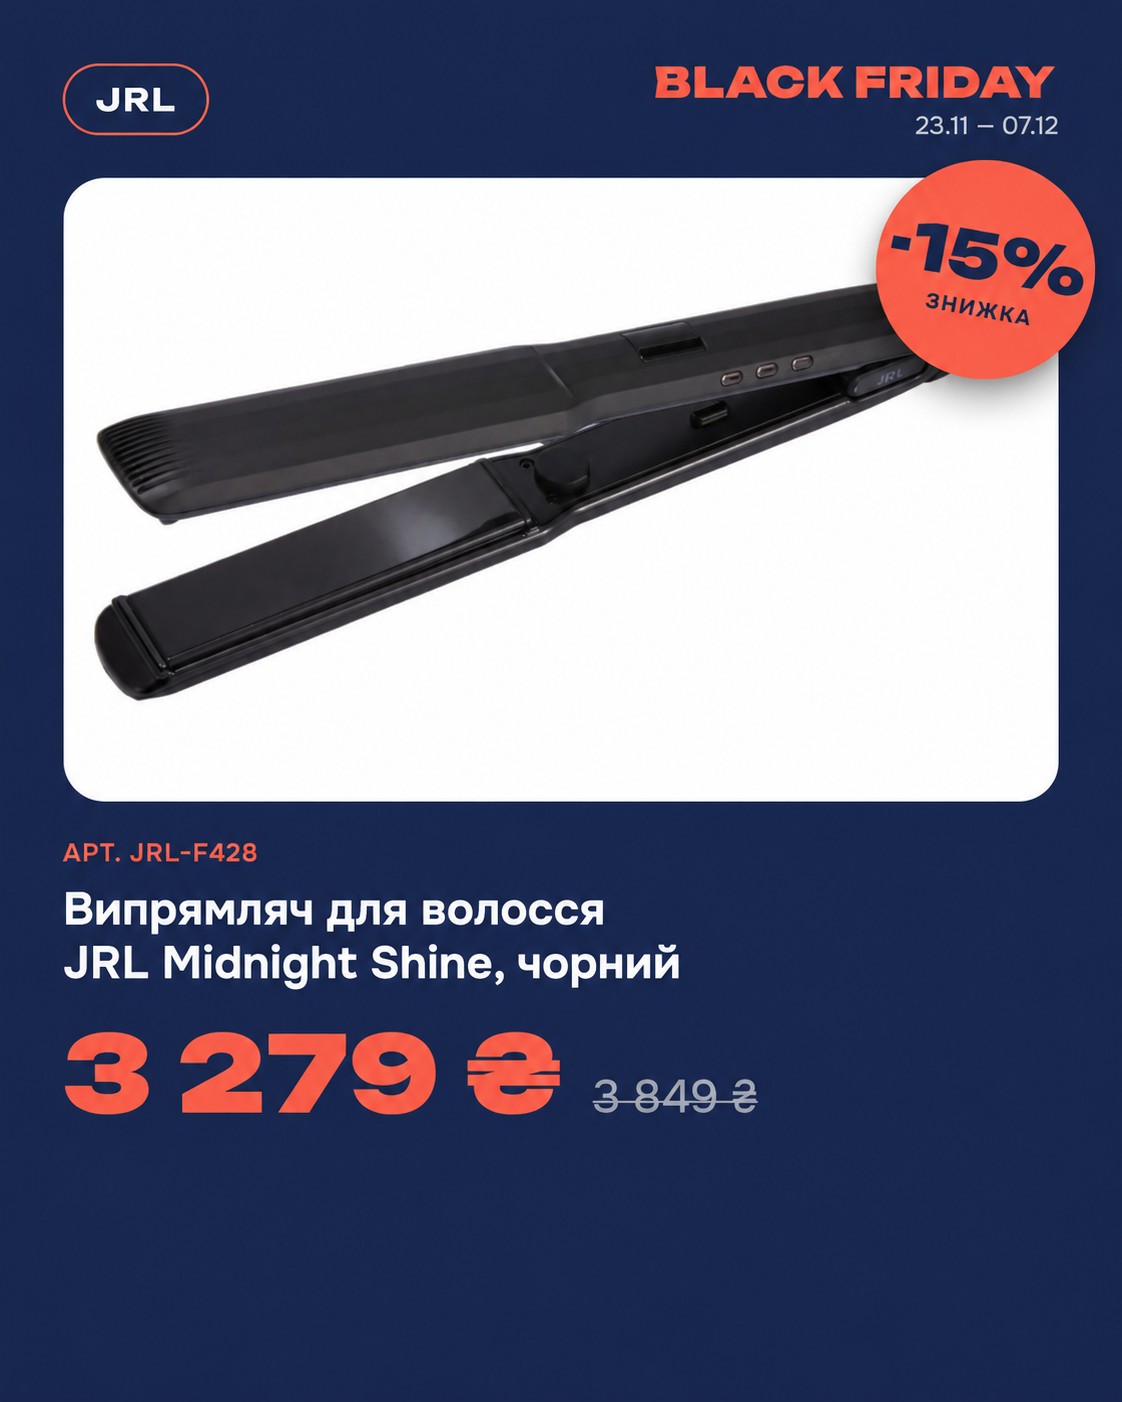 JRL
BLACK FRIDAY
23.11 – 07.12
-15%
ЗНИЖКА
JRL
АРТ. JRL-F428
Випрямляч для волосся
JRL Midnight Shine, чорний
3 279 ₴
3 849 ₴